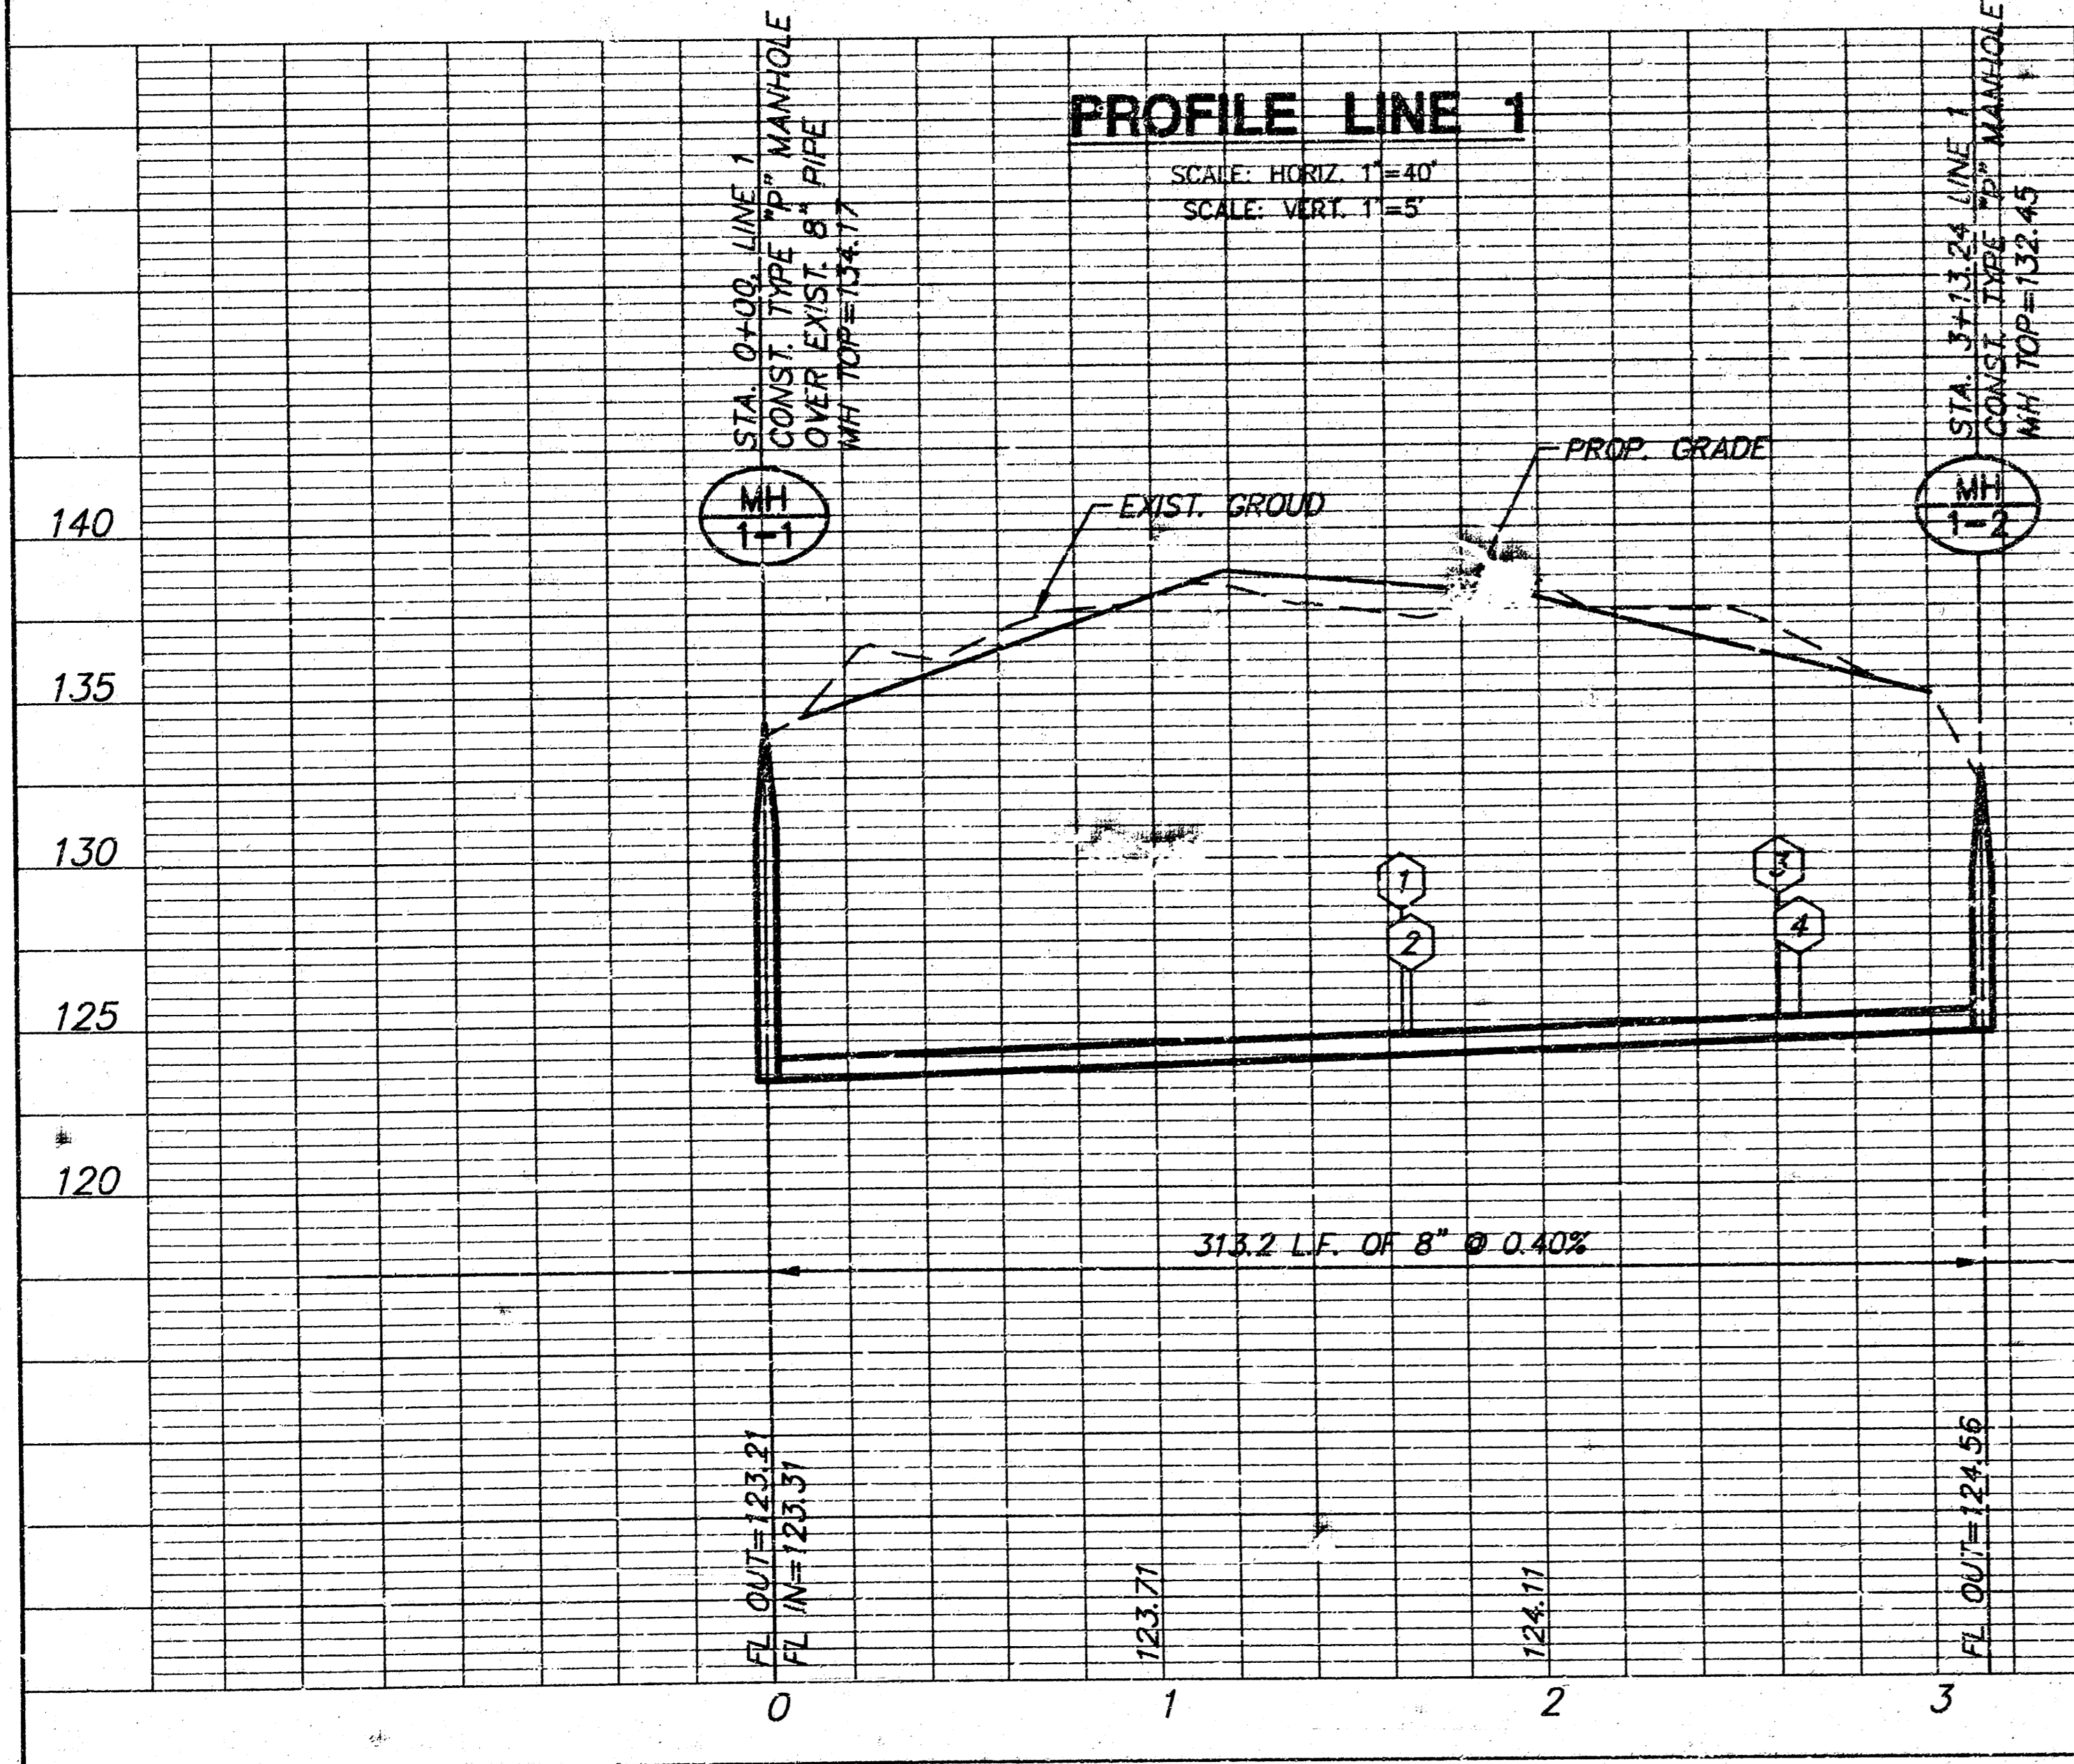 PROFILE LINE 1
SCALE: HORIZ. 1"=40'
SCALE: VERT. 1"=5'
STA. 0+00, LINE 1
CONST. TYPE "P" MANHOLE
OVER EXIST. 8" PIPE
MH TOP=134.17
STA. 3+13.24 LINE 1
CONST. TYPE "P" MANHOLE
MH TOP=132.45
MH
1-1
MH
1-2
EXIST. GROUD
PROP. GRADE
140
135
130
125
120
1
2
3
4
313.2 L.F. OF 8" @ 0.40%
FL OUT=123.21
FL IN=123.31
123.71
124.11
FL OUT=124.56
0
1
2
3